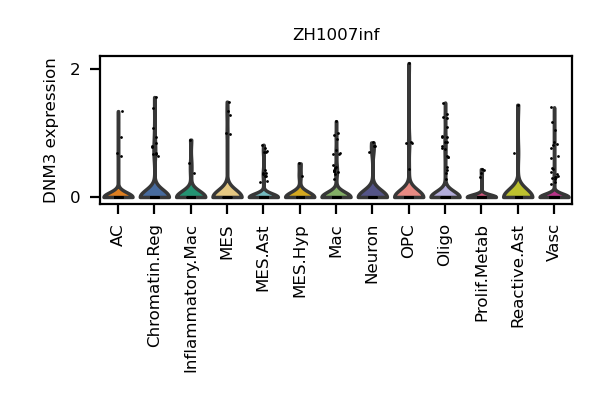 ZH1007inf
DNM3 expression
2
0
AC
Chromatin.Reg
Inflammatory.Mac
MES
MES.Ast
MES.Hyp
Mac
Neuron
OPC
Oligo
Prolif.Metab
Reactive.Ast
Vasc